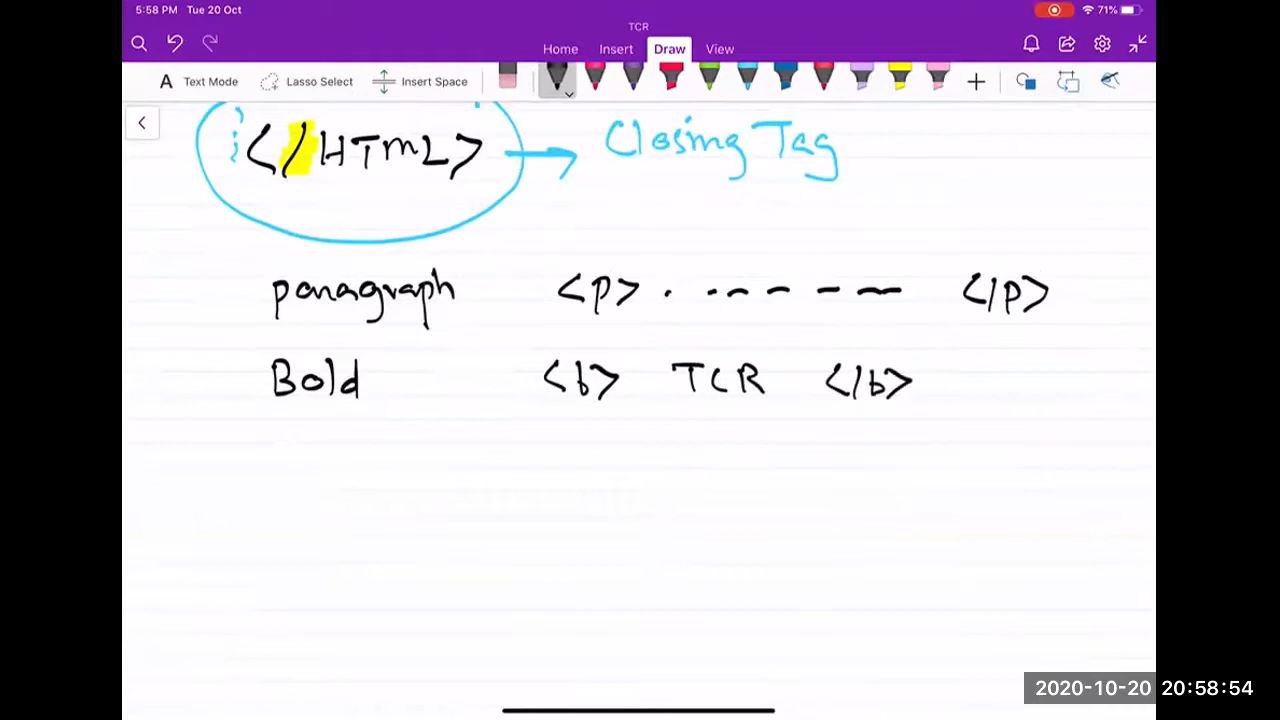 5:58 PM Tue 20 Oct 71%
TCR
Home Insert Draw View
A Text Mode Lasso Select Insert Space
</HTmL> → Closing Tag
paragraph <p> . . - - - - - </p>
Bold <b> TCR </b>
2020-10-20 20:58:54